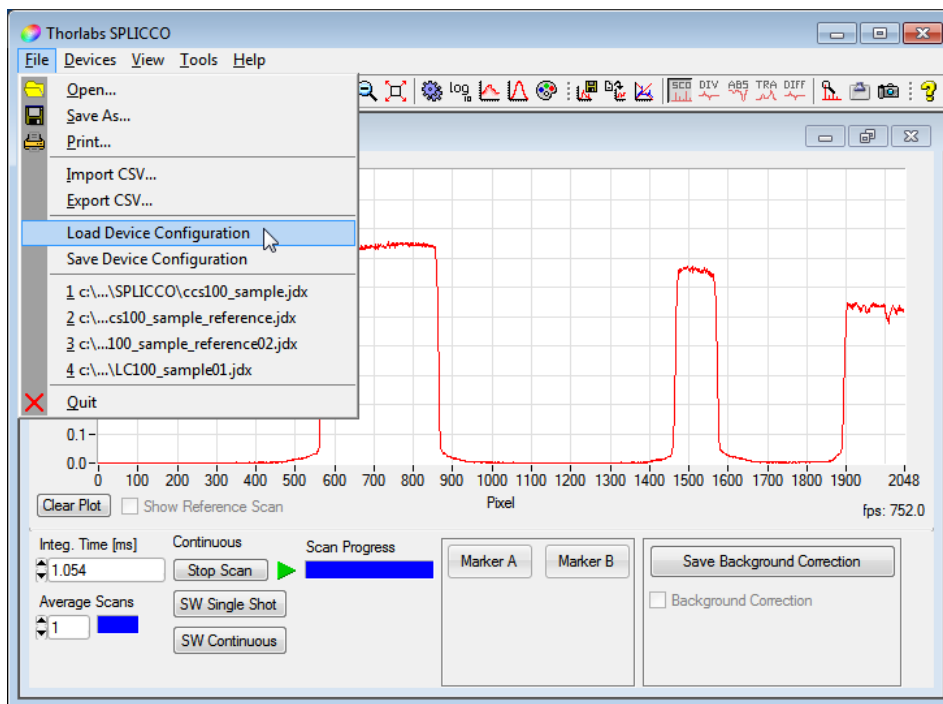 Thorlabs SPLICCO
File Devices View Tools Help
Open...
Save As...
Print...
Import CSV...
Export CSV...
Load Device Configuration
Save Device Configuration
1 c:\...\SPLICCO\ccs100_sample.jdx
2 c:\...cs100_sample_reference.jdx
3 c:\...100_sample_reference02.jdx
4 c:\...\LC100_sample01.jdx
Quit
log 10 SCO DIV ABS TRA DIFF
0.1
0.0
0 100 200 300 400 500 600 700 800 900 1000 1100 1200 1300 1400 1500 1600 1700 1800 1900 2048
Pixel
Clear Plot Show Reference Scan fps: 752.0
Integ. Time [ms] Continuous Scan Progress
1.054 Stop Scan Marker A Marker B Save Background Correction
Average Scans SW Single Shot Background Correction
1
SW Continuous